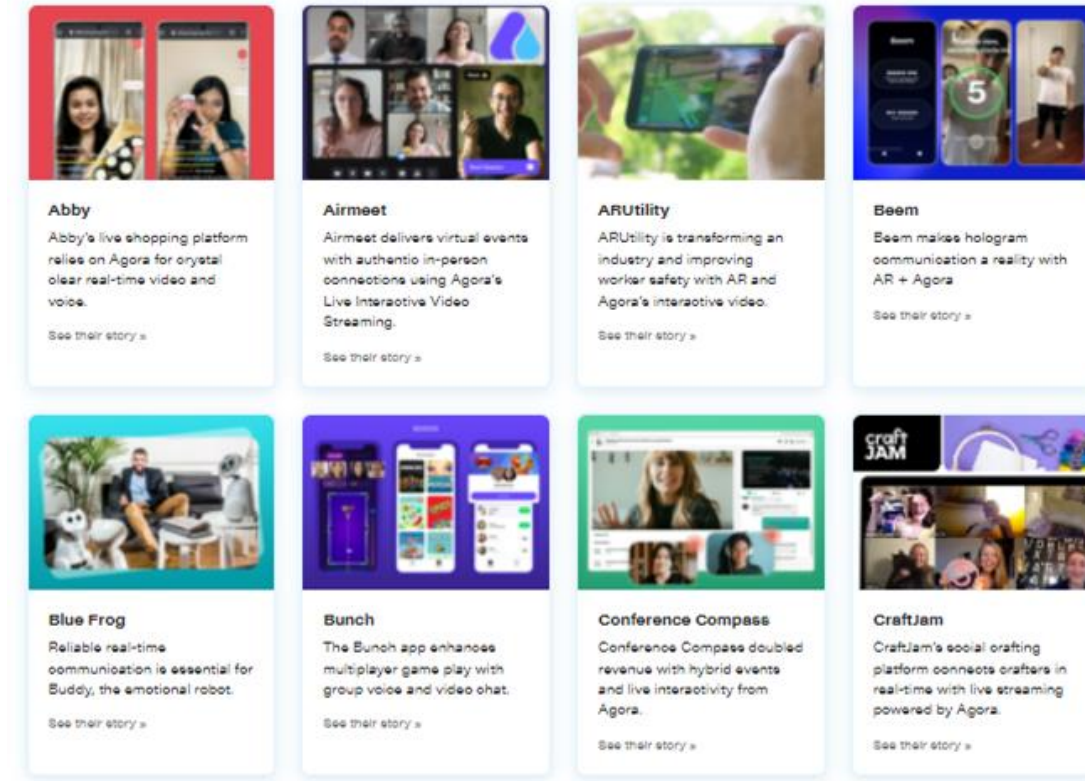 5
craft
JAM
Abby
Abby's live shopping platform
relies on Agora for crystal
clear real-time video and
voice.
See their story »
Airmeet
Airmeet delivers virtual events
with authentic in-person
connections using Agora's
Live Interactive Video
Streaming.
See their story »
ARUtility
ARUtility is transforming an
industry and improving
worker safety with AR and
Agora's interactive video.
See their story »
Beem
Beem makes hologram
communication a reality with
AR + Agora
See their story »
Blue Frog
Reliable real-time
communication is essential for
Buddy, the emotional robot.
See their story »
Bunch
The Bunch app enhances
multiplayer game play with
group voice and video chat.
See their story »
Conference Compass
Conference Compass doubled
revenue with hybrid events
and live interactivity from
Agora.
See their story »
CraftJam
CraftJam's social crafting
platform connects crafters in
real-time with live streaming
powered by Agora.
See their story »